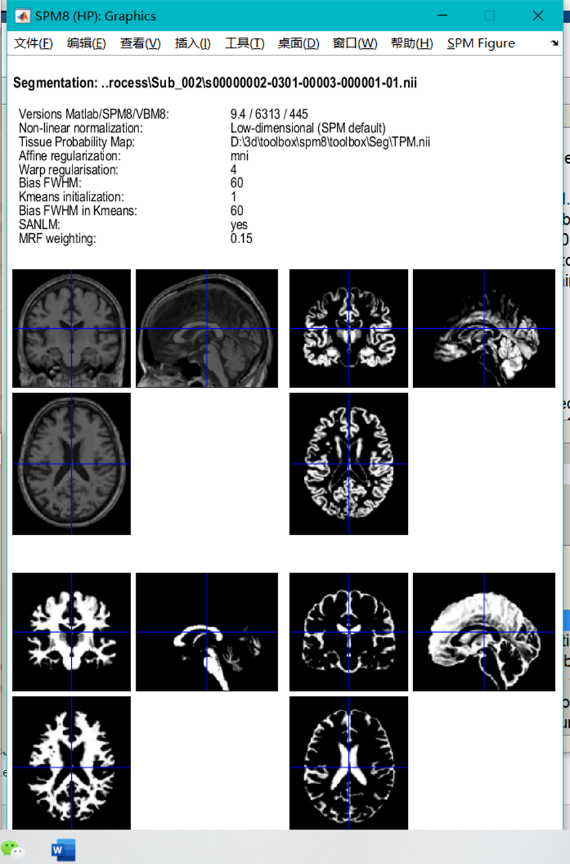 SPM8 (HP): Graphics
文件(F) 编辑(E) 查看(V) 插入(I) 工具(T) 桌面(D) 窗口(W) 帮助(H) SPM Figure
Segmentation: ..rocess\Sub_002\s00000002-0301-00003-000001-01.nii
Versions Matlab/SPM8/VBM8: 9.4 / 6313 / 445
Non-linear normalization: Low-dimensional (SPM default)
Tissue Probability Map: D:\3d\toolbox\spm8\toolbox\Seg\TPM.nii
Affine regularization: mni
Warp regularisation: 4
Bias FWHM: 60
Kmeans initialization: 1
Bias FWHM in Kmeans: 60
SANLM: yes
MRF weighting: 0.15
W